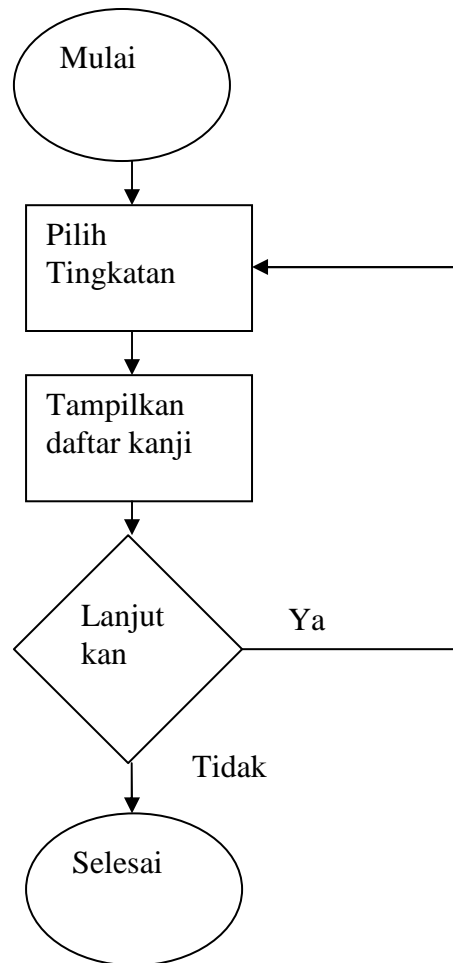 Mulai
Pilih
Tingkatan
Tampilkan
daftar kanji
Lanjut
kan
Ya
Tidak
Selesai